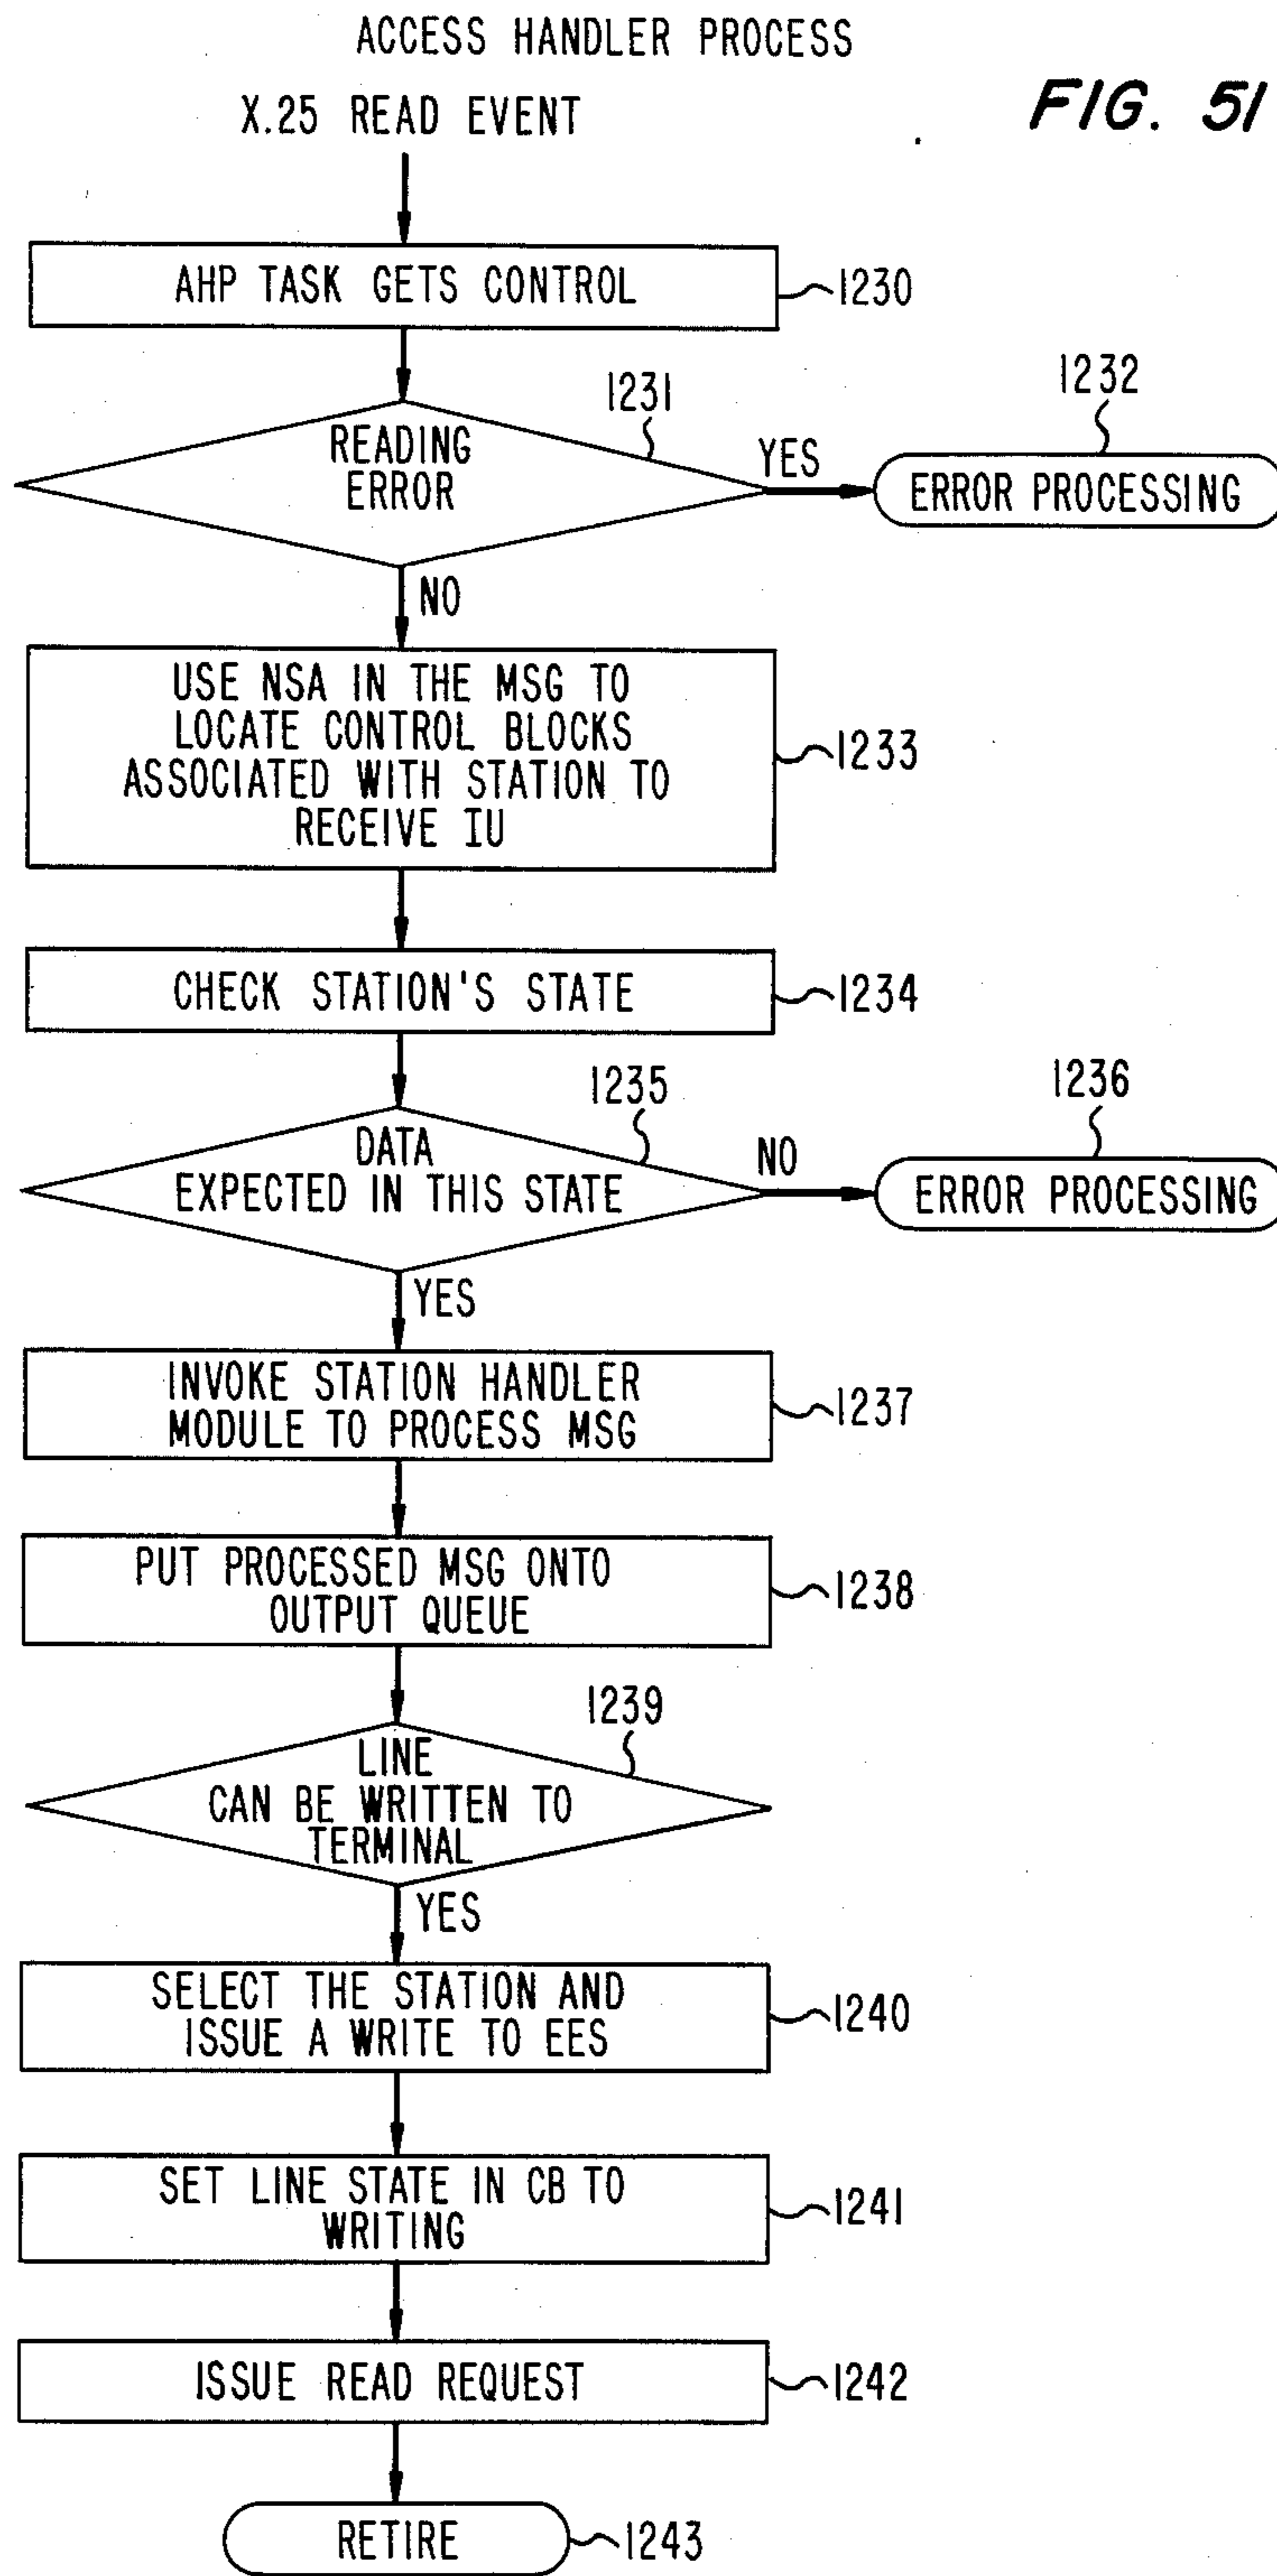 ACCESS HANDLER PROCESS
X.25 READ EVENT
FIG. 51
AHP TASK GETS CONTROL
1230
1231
READING
ERROR
YES
1232
ERROR PROCESSING
NO
USE NSA IN THE MSG TO
LOCATE CONTROL BLOCKS
ASSOCIATED WITH STATION TO
RECEIVE IU
1233
CHECK STATION'S STATE
1234
1235
DATA
EXPECTED IN THIS STATE
NO
1236
ERROR PROCESSING
YES
INVOKE STATION HANDLER
MODULE TO PROCESS MSG
1237
PUT PROCESSED MSG ONTO
OUTPUT QUEUE
1238
1239
LINE
CAN BE WRITTEN TO
TERMINAL
YES
SELECT THE STATION AND
ISSUE A WRITE TO EES
1240
SET LINE STATE IN CB TO
WRITING
1241
ISSUE READ REQUEST
1242
RETIRE
1243